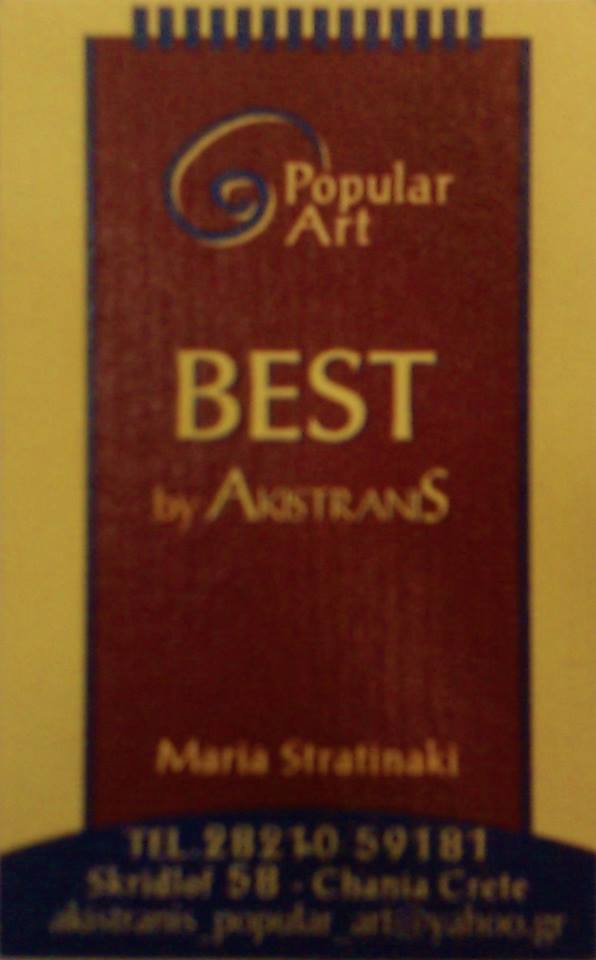 Popular
Art
BEST
by AKISTRANIS
Maria Stratinaki
TEL. 28210 59181
Skridlof 58 - Chania Crete
akistranis_popular_art@yahoo.gr